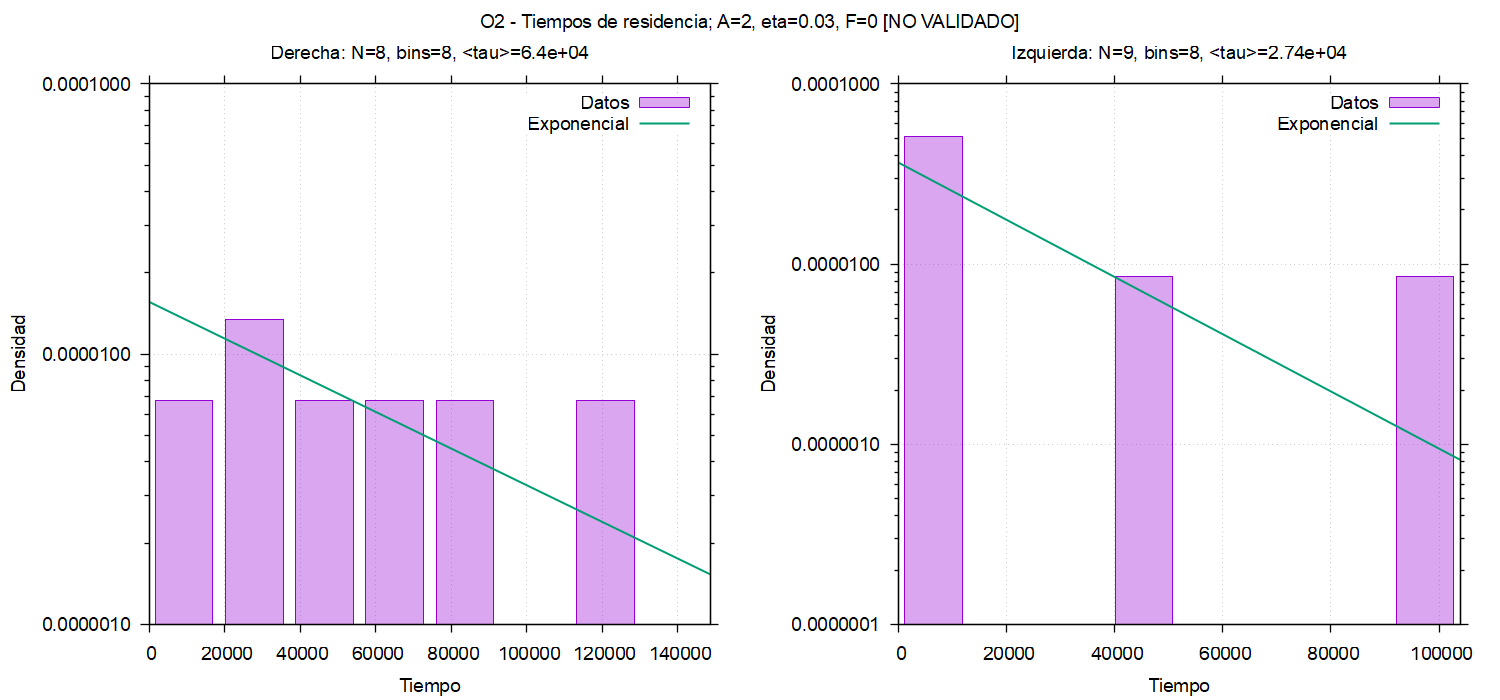 O2 - Tiempos de residencia; A=2, eta=0.03, F=0 [NO VALIDADO]
Derecha: N=8, bins=8, <tau>=6.4e+04
0.0001000
0.0000100
0.0000010
Densidad
Datos
Exponencial
0 20000 40000 60000 80000 100000 120000 140000
Tiempo
Izquierda: N=9, bins=8, <tau>=2.74e+04
0.0001000
0.0000100
0.0000010
0.0000001
Densidad
Datos
Exponencial
0 20000 40000 60000 80000 100000
Tiempo